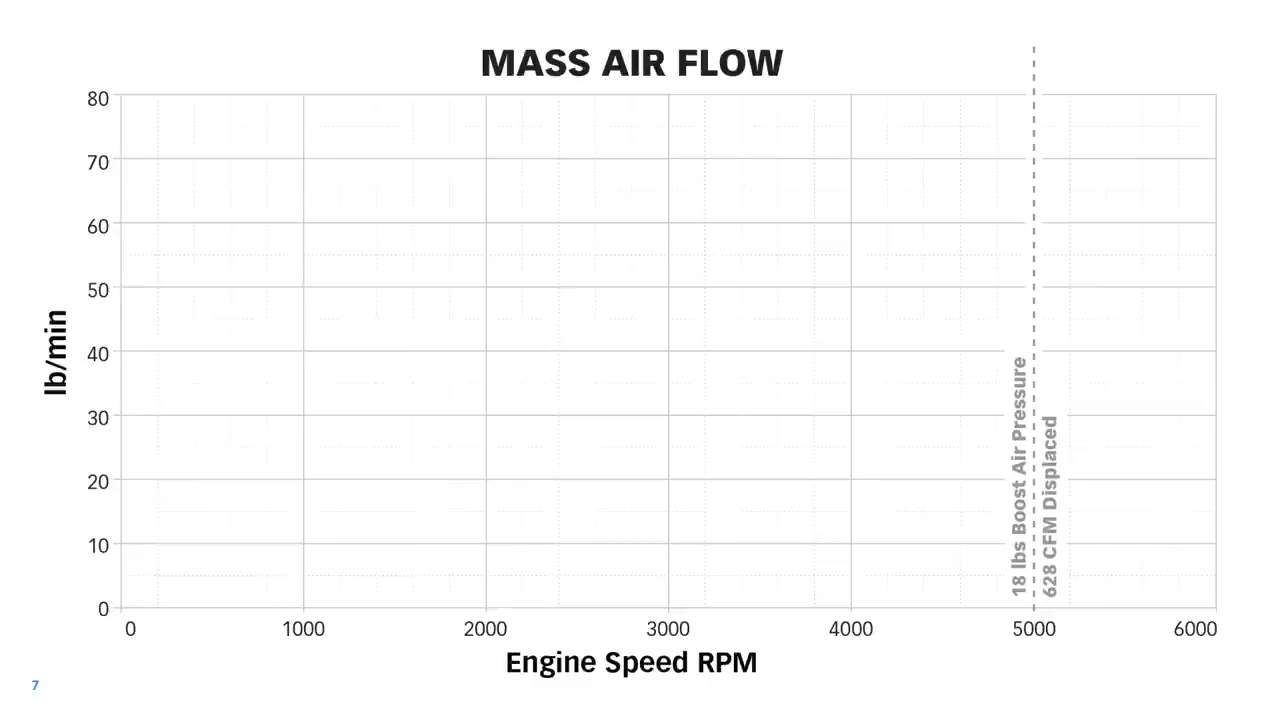 MASS AIR FLOW
80
70
60
50
40
30
20
10
0
lb/min
18 lbs Boost Air Pressure
628 CFM Displaced
0 1000 2000 3000 4000 5000 6000
Engine Speed RPM
7